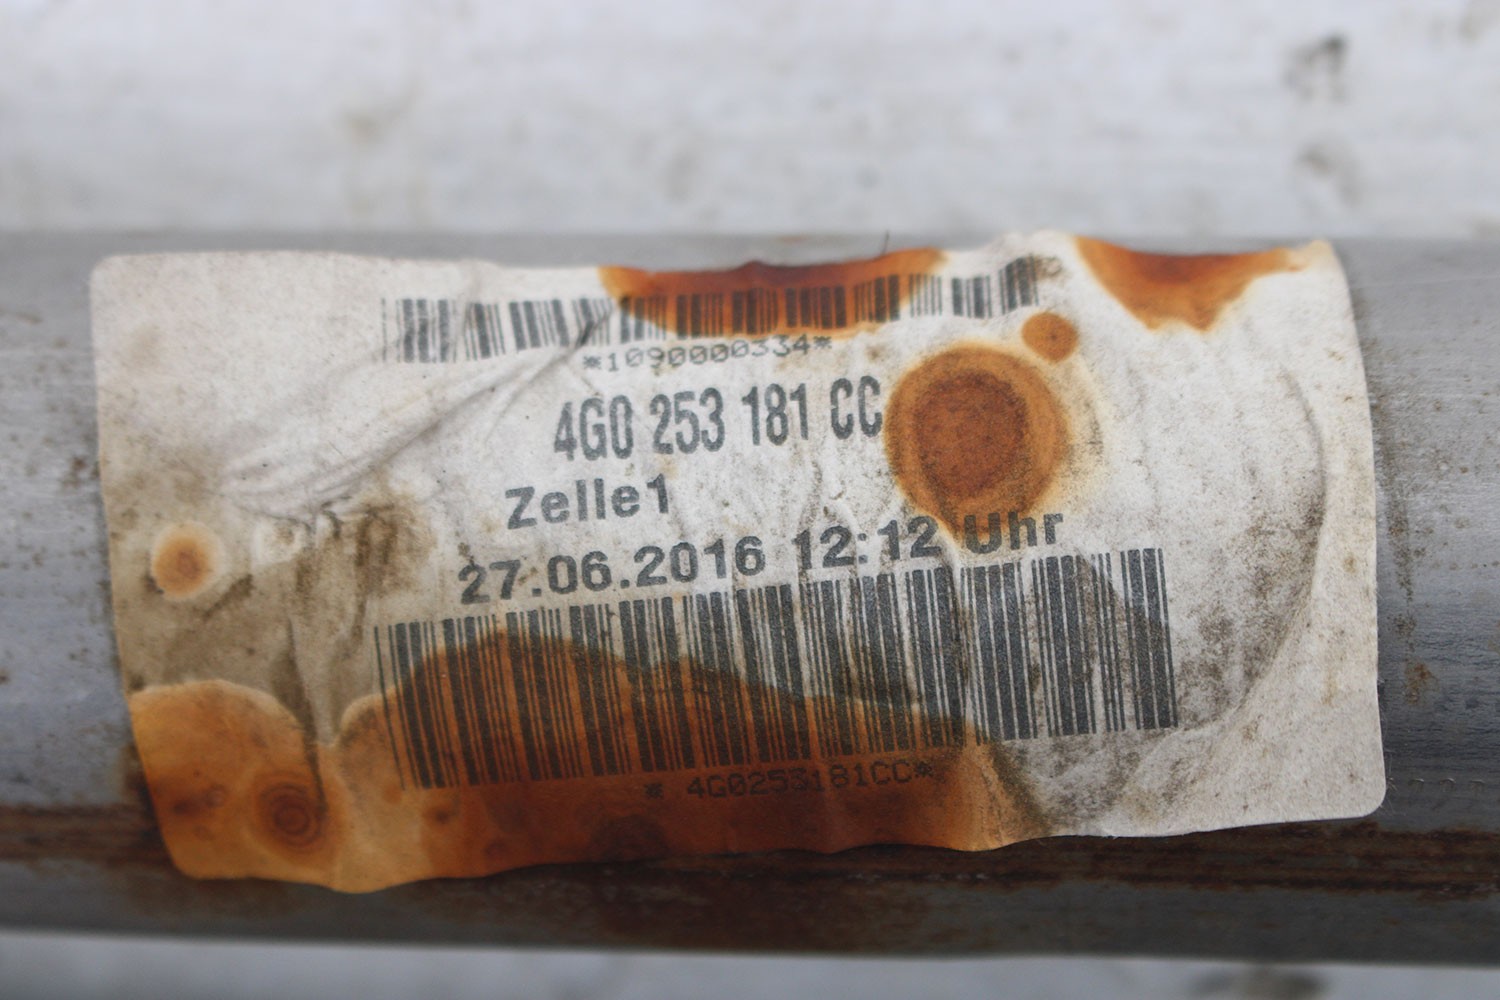 *1090000334*
4G0 253 181 CC
Zelle1
27.06.2016 12:12 Uhr
* 4G0253181CC*